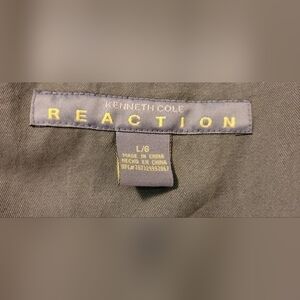 KENNETH COLE
REACTION
L/G
MADE IN CHINA
HECHO EN CHINA